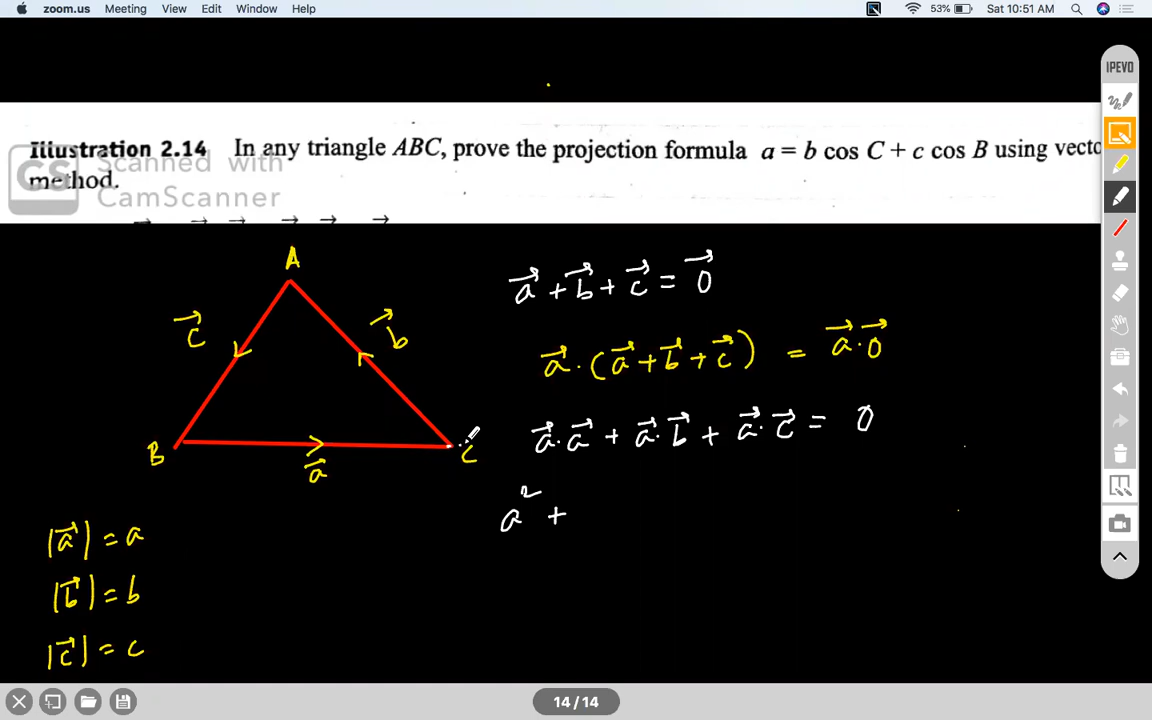 zoom.us Meeting View Edit Window Help 53% Sat 10:51 AM
IPEVO
Illustration 2.14 In any triangle ABC, prove the projection formula a = b cos C + c cos B using vecto
method.
CS Scanned with
CamScanner
A
B
C
c⃗
b⃗
a⃗
|a⃗| = a
|b⃗| = b
|c⃗| = c
a⃗ + b⃗ + c⃗ = 0⃗
a⃗ · (a⃗ + b⃗ + c⃗) = a⃗ · 0⃗
a⃗ · a⃗ + a⃗ · b⃗ + a⃗ · c⃗ = 0
a² +
14 / 14